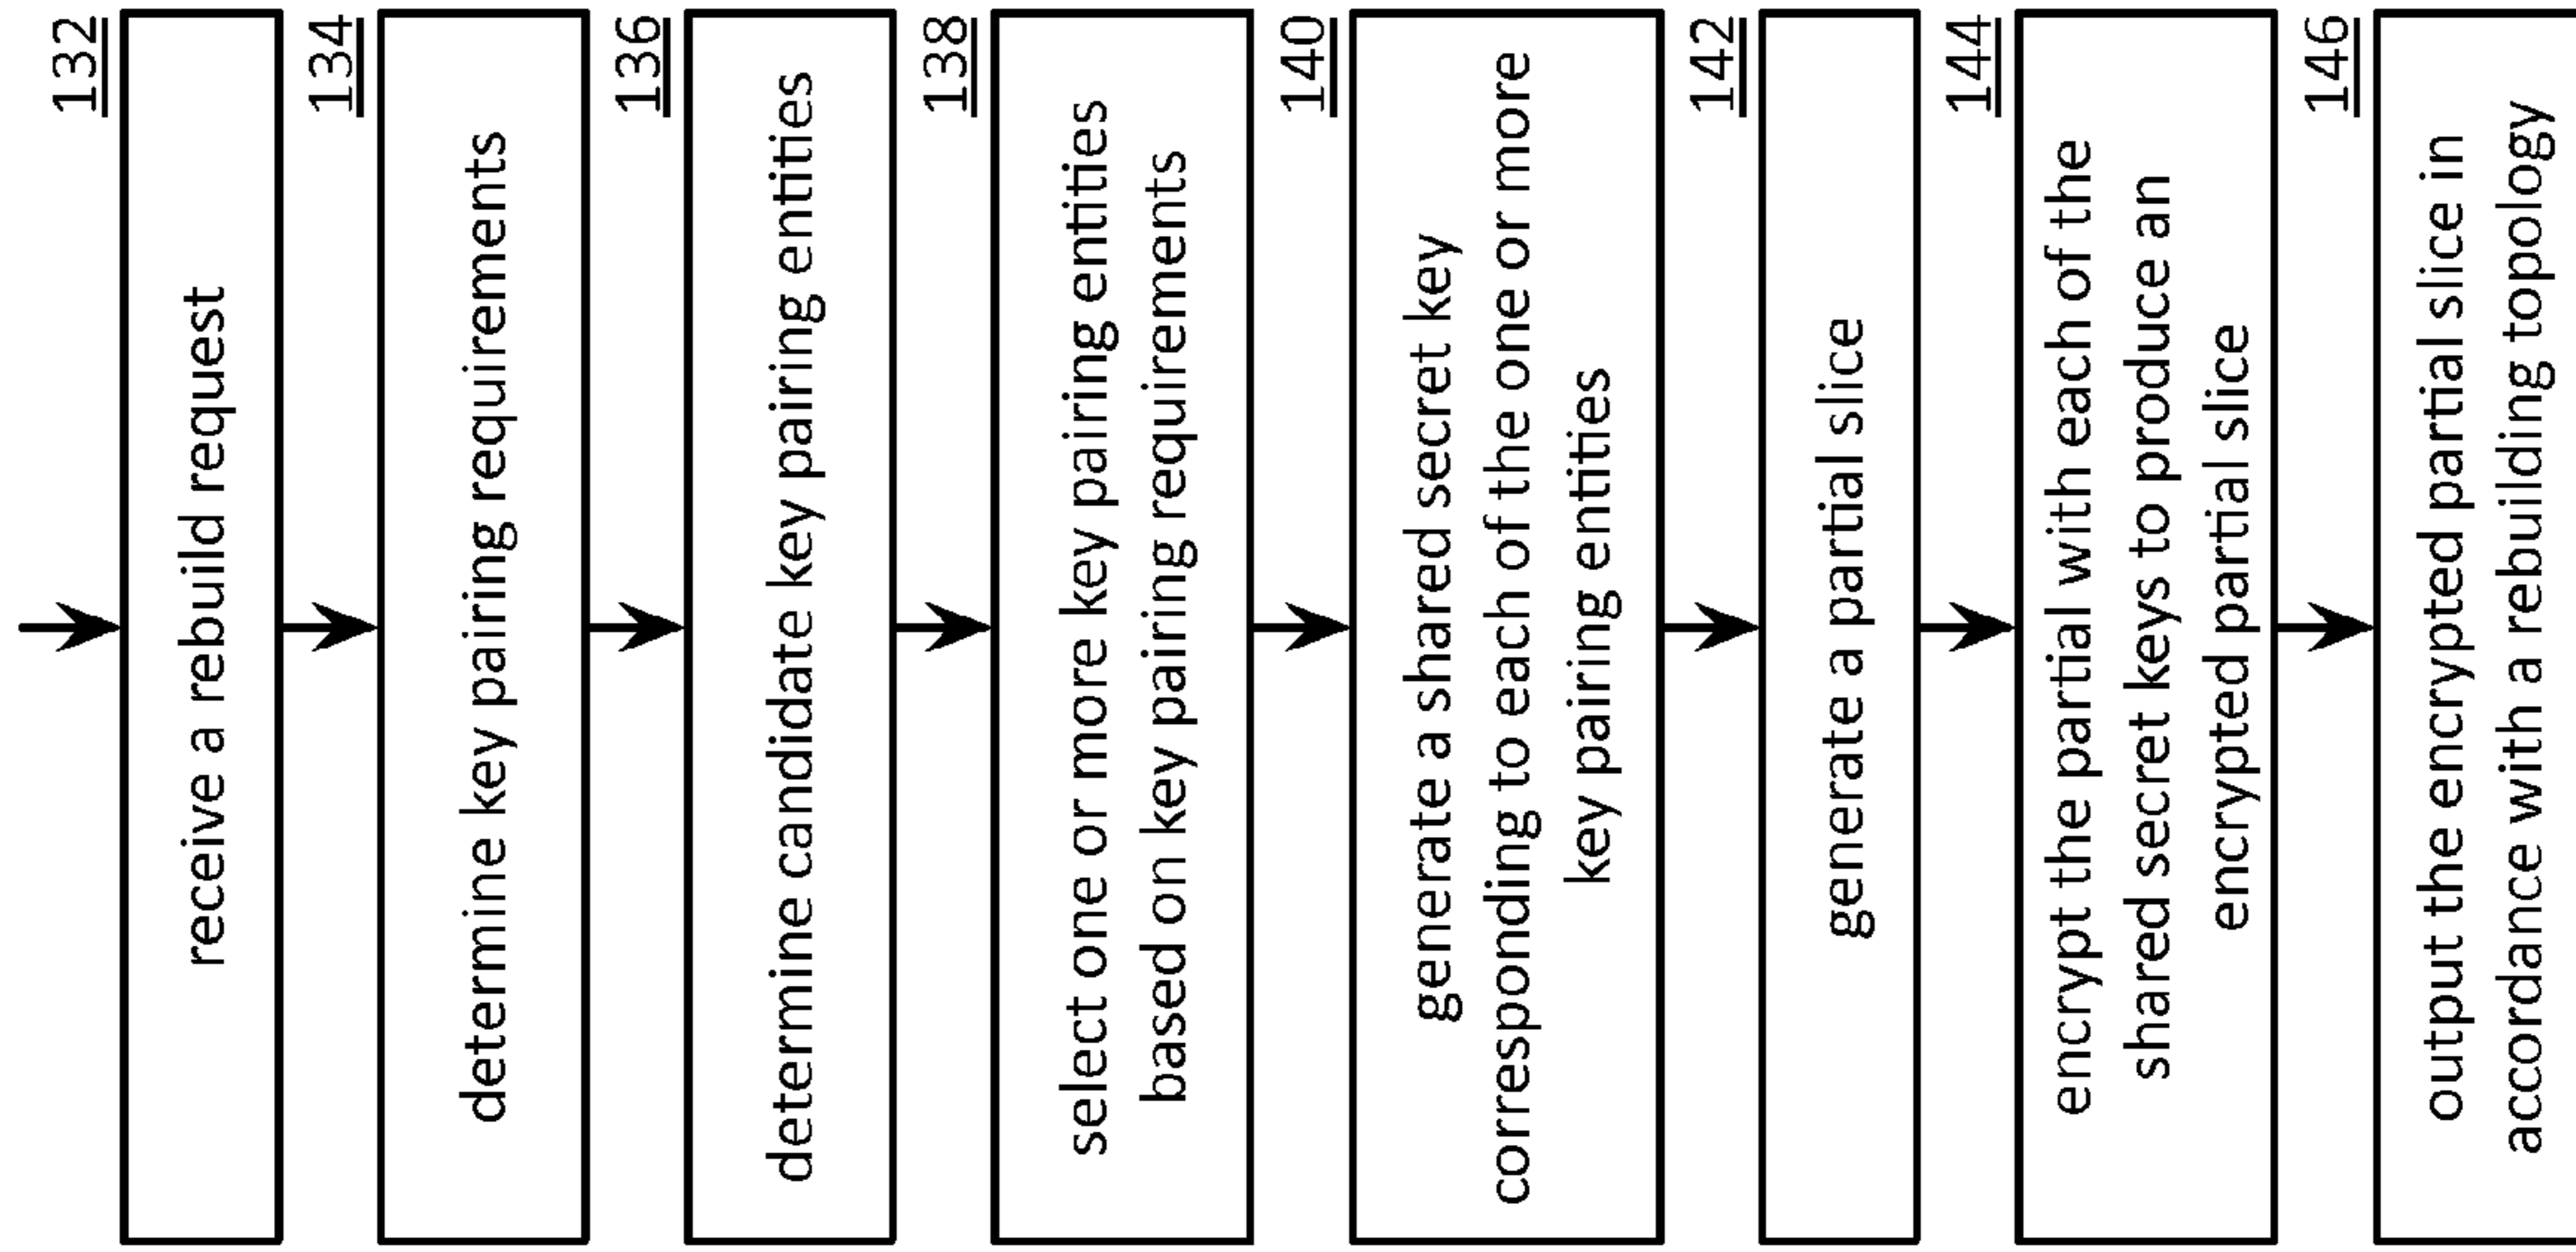 132
receive a rebuild request
134
determine key pairing requirements
136
determine candidate key pairing entities
138
select one or more key pairing entities
based on key pairing requirements
140
generate a shared secret key
corresponding to each of the one or more
key pairing entities
142
generate a partial slice
144
encrypt the partial with each of the
shared secret keys to produce an
encrypted partial slice
146
output the encrypted partial slice in
accordance with a rebuilding topology